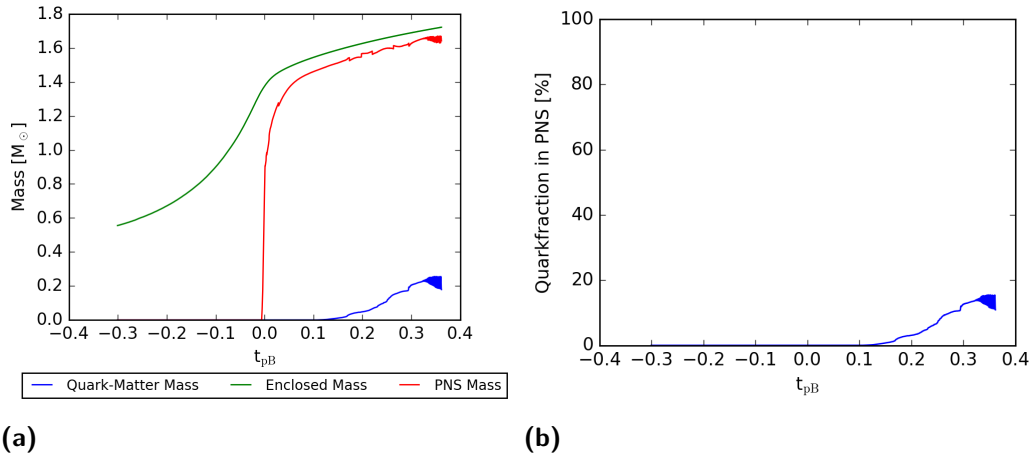 1.8
1.6
1.4
1.2
1.0
0.8
0.6
0.4
0.2
0.0
Mass [M⊙]
−0.4 −0.3 −0.2 −0.1 0.0 0.1 0.2 0.3 0.4
t_pB
Quark-Matter Mass Enclosed Mass PNS Mass
(a)
100
80
60
40
20
0
Quarkfraction in PNS [%]
−0.4 −0.3 −0.2 −0.1 0.0 0.1 0.2 0.3 0.4
t_pB
(b)